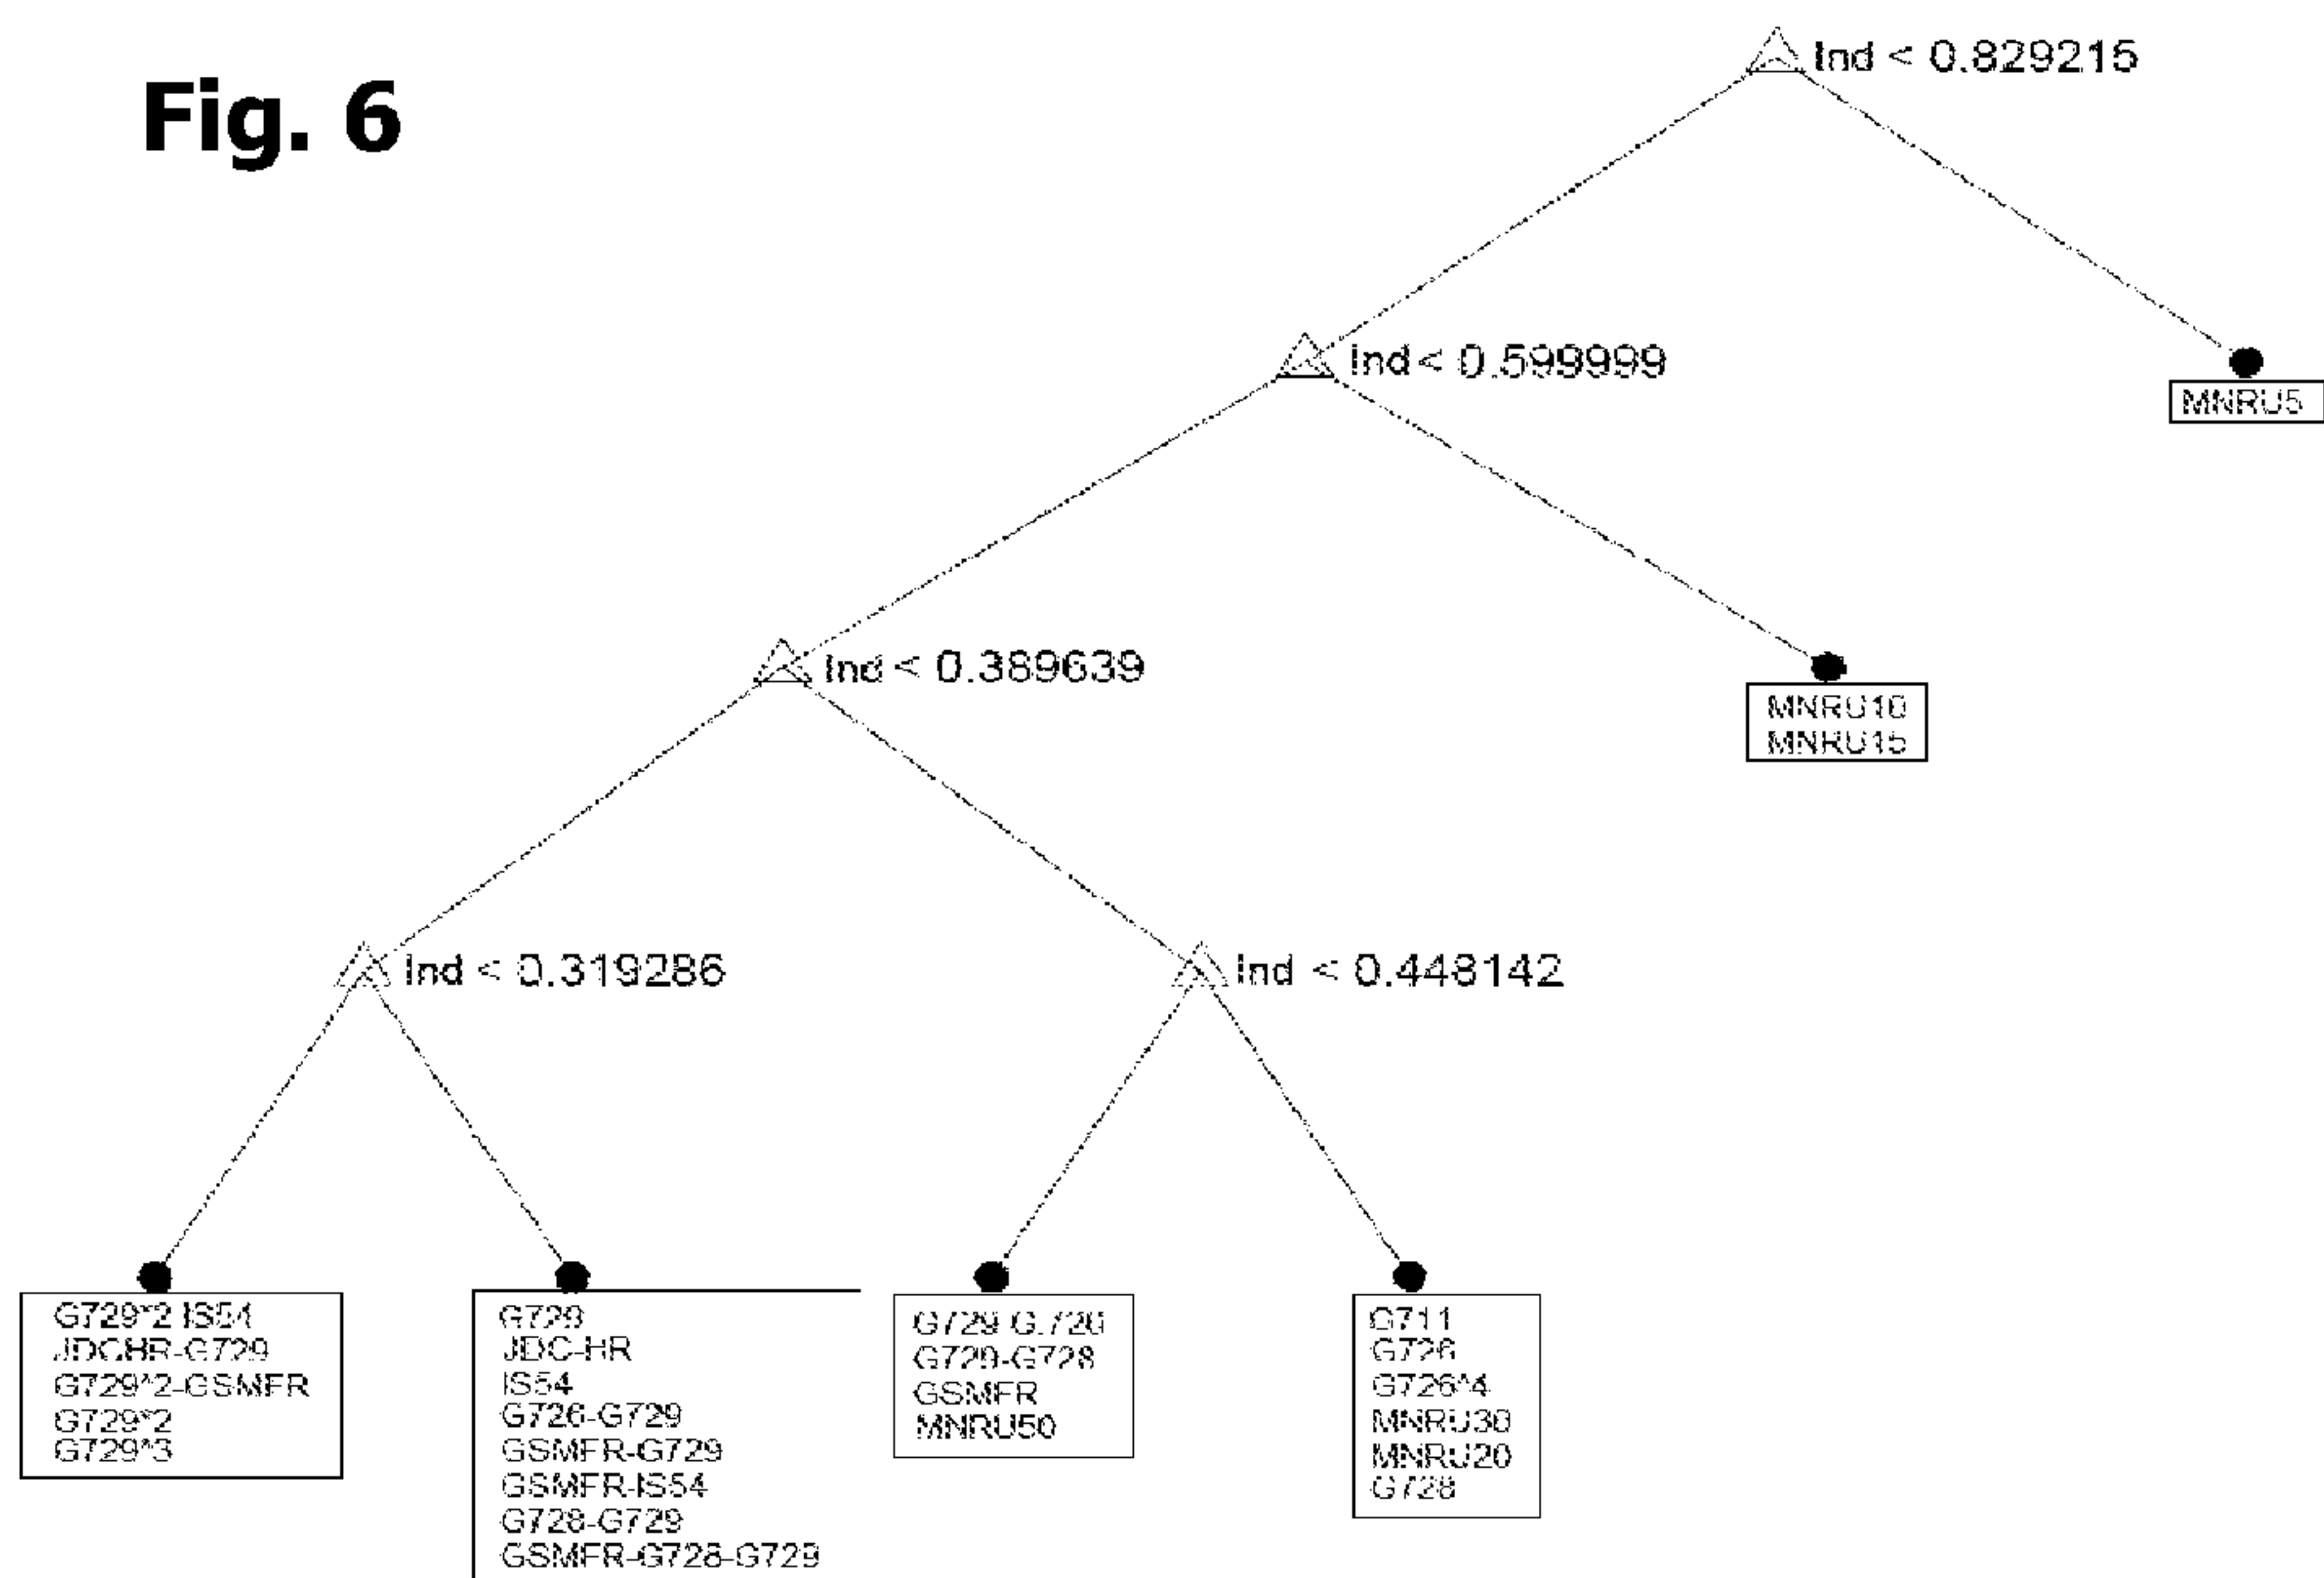 Fig. 6
Ind < 0.829215
Ind < 0.599999
MNRU5
Ind < 0.389639
MNRU10
MNRU15
Ind < 0.319286
Ind < 0.448142
G729^2 IS54
JDCHR-G729
G729^2-GSMFR
G729^2
G729^3
G729
JDC-HR
IS54
G726-G729
GSMFR-G729
GSMFR-IS54
G728-G729
GSMFR-G728-G729
G729 G.726
G729-G728
GSMFR
MNRU50
G711
G726
G726^4
MNRU30
MNRU20
G728